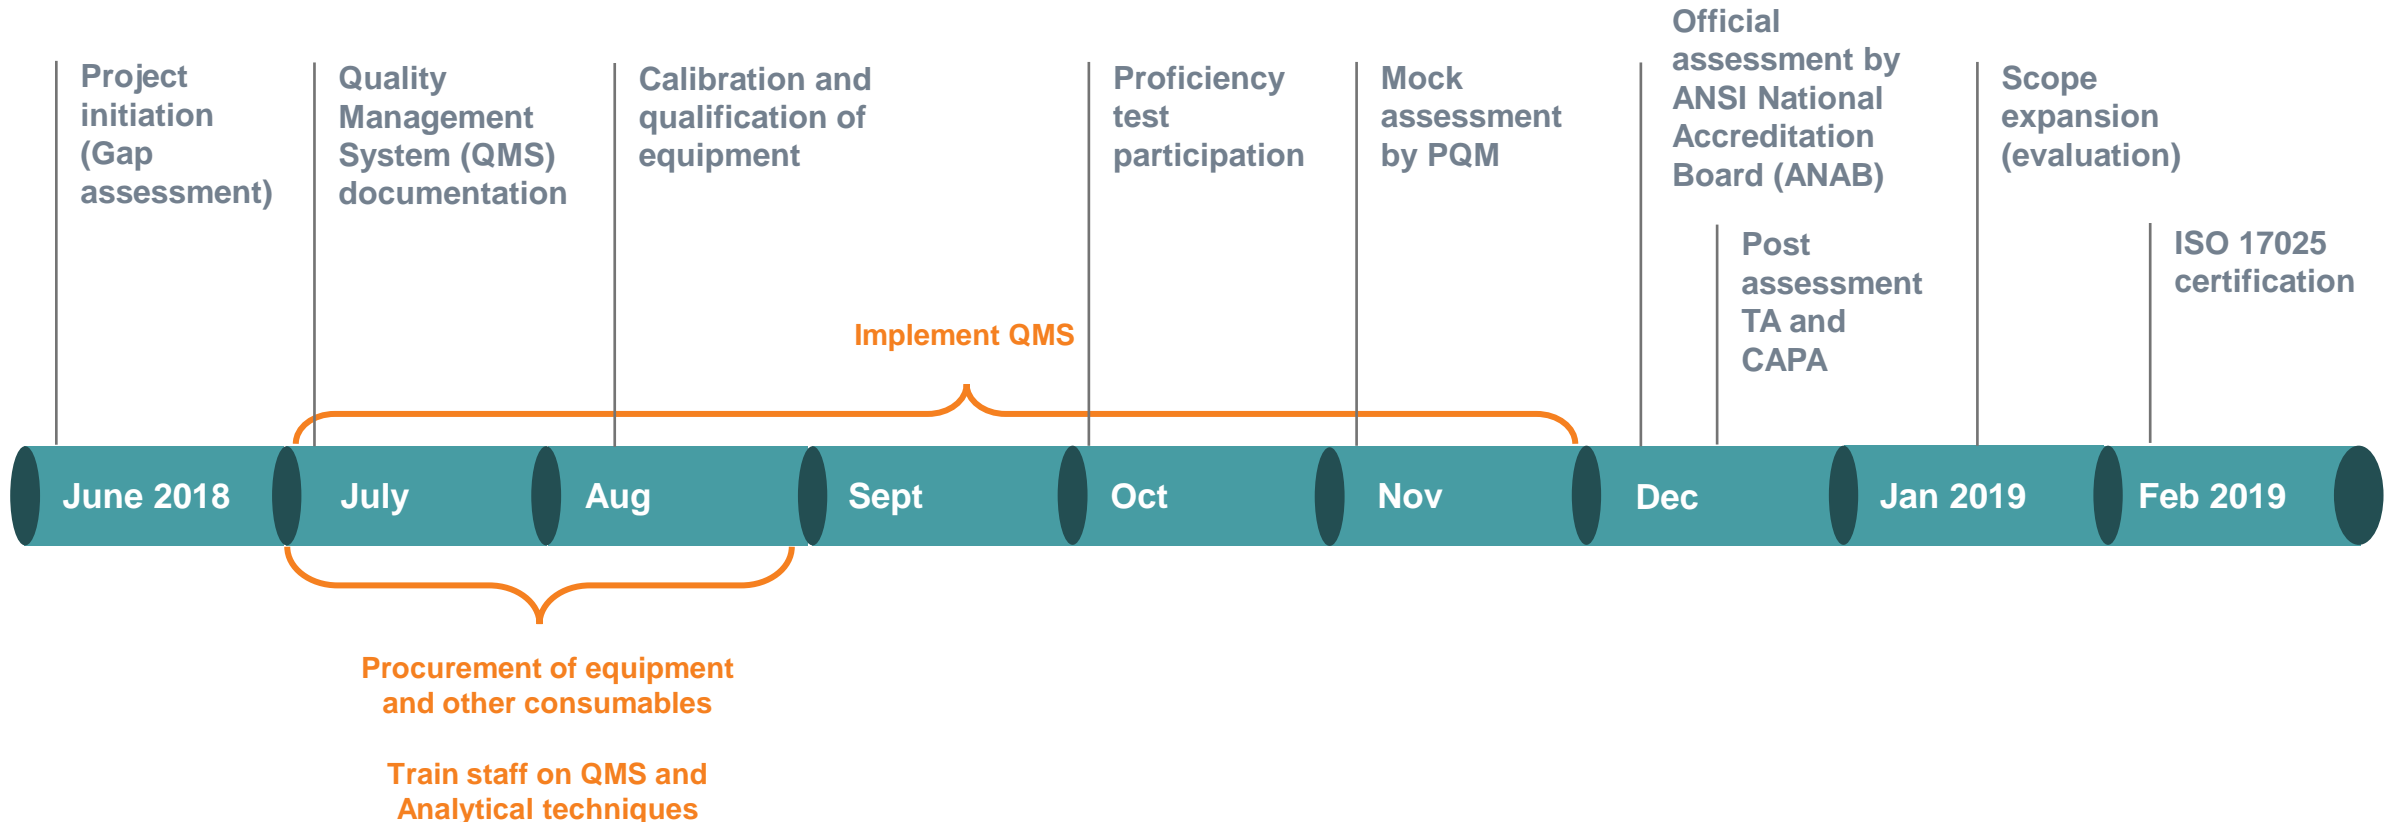 Project
initiation
(Gap
assessment)
Quality
Management
System (QMS)
documentation
Calibration and
qualification of
equipment
Proficiency
test
participation
Mock
assessment
by PQM
Official
assessment by
ANSI National
Accreditation
Board (ANAB)
Post
assessment
TA and
CAPA
Scope
expansion
(evaluation)
ISO 17025
certification
Implement QMS
June 2018
July
Aug
Sept
Oct
Nov
Dec
Jan 2019
Feb 2019
Procurement of equipment
and other consumables
Train staff on QMS and
Analytical techniques